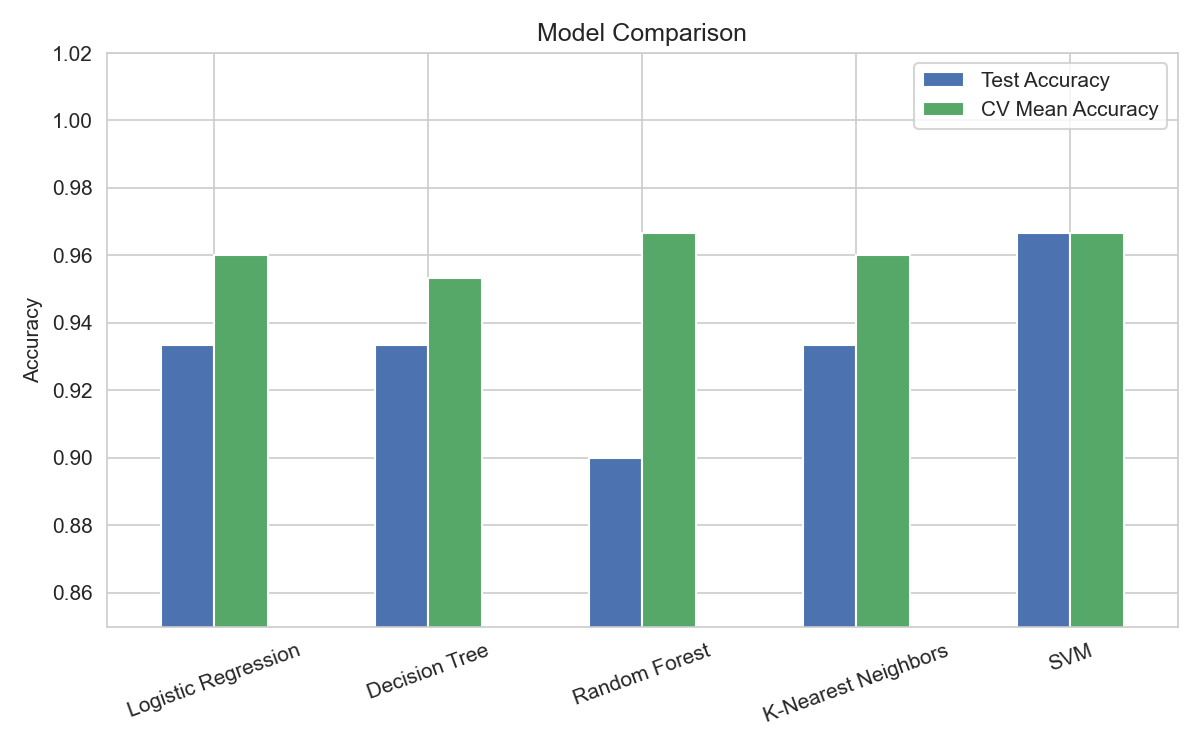 Model Comparison
1.02
1.00
0.98
0.96
0.94
0.92
0.90
0.88
0.86
Accuracy
Test Accuracy
CV Mean Accuracy
Logistic Regression
Decision Tree
Random Forest
K-Nearest Neighbors
SVM